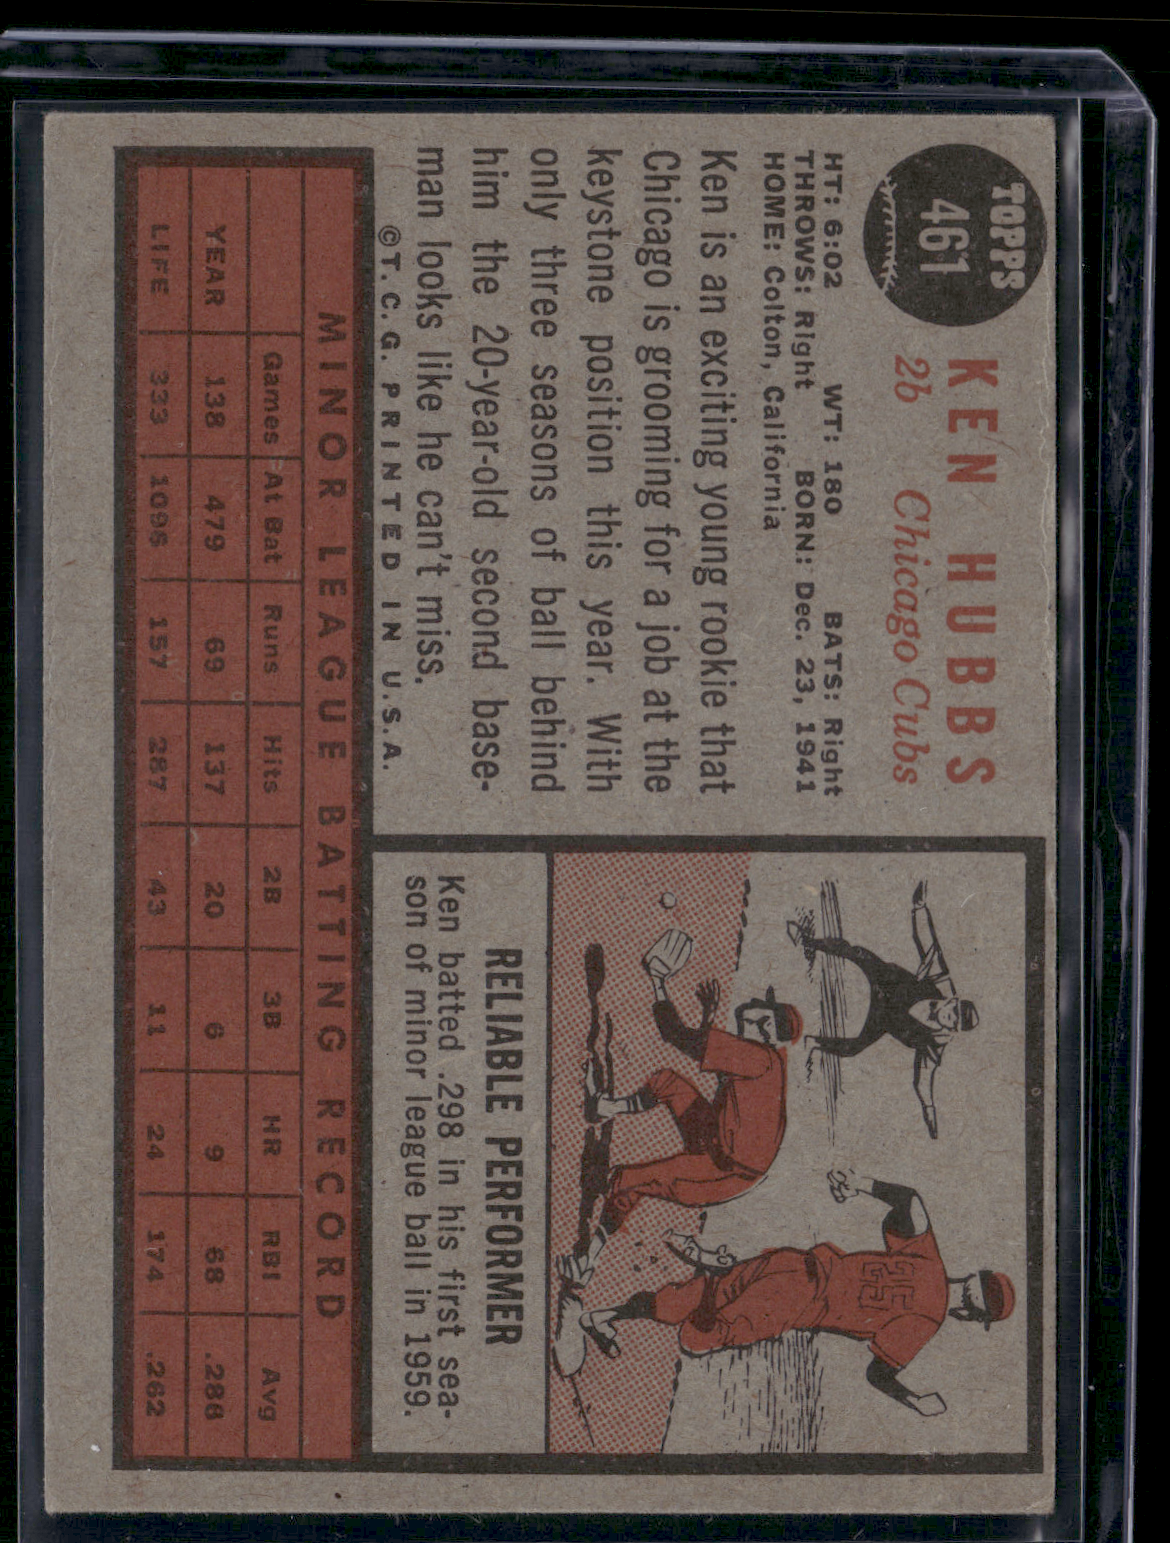 TOPPS
461
KEN HUBBS
2b Chicago Cubs
HT: 6:02 WT: 180 BATS: Right
THROWS: Right BORN: Dec. 23, 1941
HOME: Colton, California
Ken is an exciting young rookie that
Chicago is grooming for a job at the
keystone position this year. With
only three seasons of ball behind
him the 20-year-old second base-
man looks like he can't miss.
©T.C.G. PRINTED IN U.S.A.
25
RELIABLE PERFORMER
Ken batted .298 in his first sea-
son of minor league ball in 1959.
MINOR LEAGUE BATTING RECORD
Games At Bat Runs Hits 2B 3B HR RBI Avg
YEAR 138 479 69 137 20 6 9 68 .286
LIFE 333 1095 157 287 43 11 24 174 .262